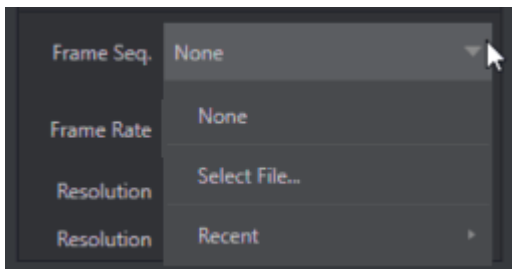 Frame Seq. None
None
Frame Rate
Select File...
Resolution
Resolution Recent